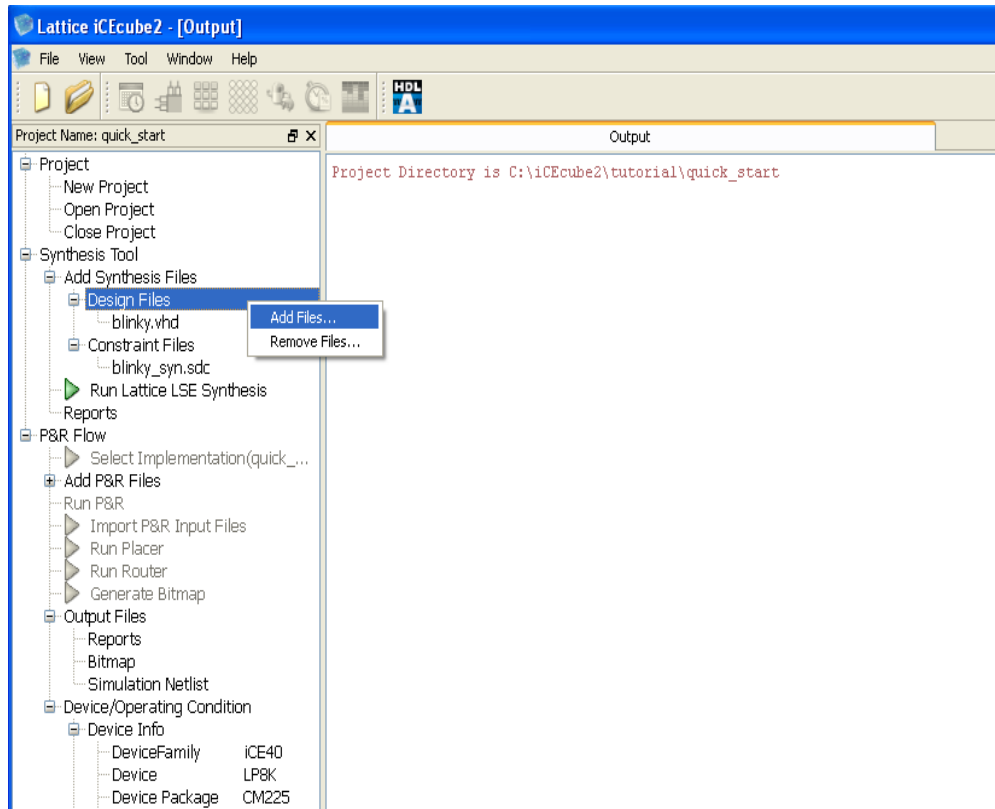 Lattice iCEcube2 - [Output]
File View Tool Window Help
HDL
A
Project Name: quick_start
Output
Project Directory is C:\iCEcube2\tutorial\quick_start
Project
New Project
Open Project
Close Project
Synthesis Tool
Add Synthesis Files
Design Files
Add Files...
blinky.vhd
Remove Files...
Constraint Files
blinky_syn.sdc
Run Lattice LSE Synthesis
Reports
P&R Flow
Select Implementation(quick_...
Add P&R Files
Run P&R
Import P&R Input Files
Run Placer
Run Router
Generate Bitmap
Output Files
Reports
Bitmap
Simulation Netlist
Device/Operating Condition
Device Info
DeviceFamily iCE40
Device LP8K
Device Package CM225